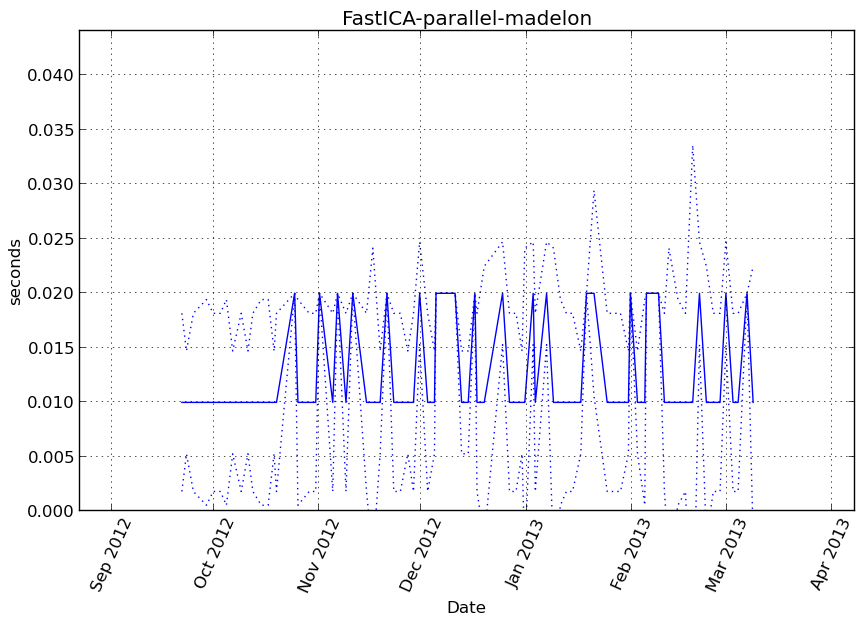 FastICA-parallel-madelon
0.040
0.035
0.030
0.025
0.020
0.015
0.010
0.005
0.000
seconds
Sep 2012
Oct 2012
Nov 2012
Dec 2012
Jan 2013
Feb 2013
Mar 2013
Apr 2013
Date